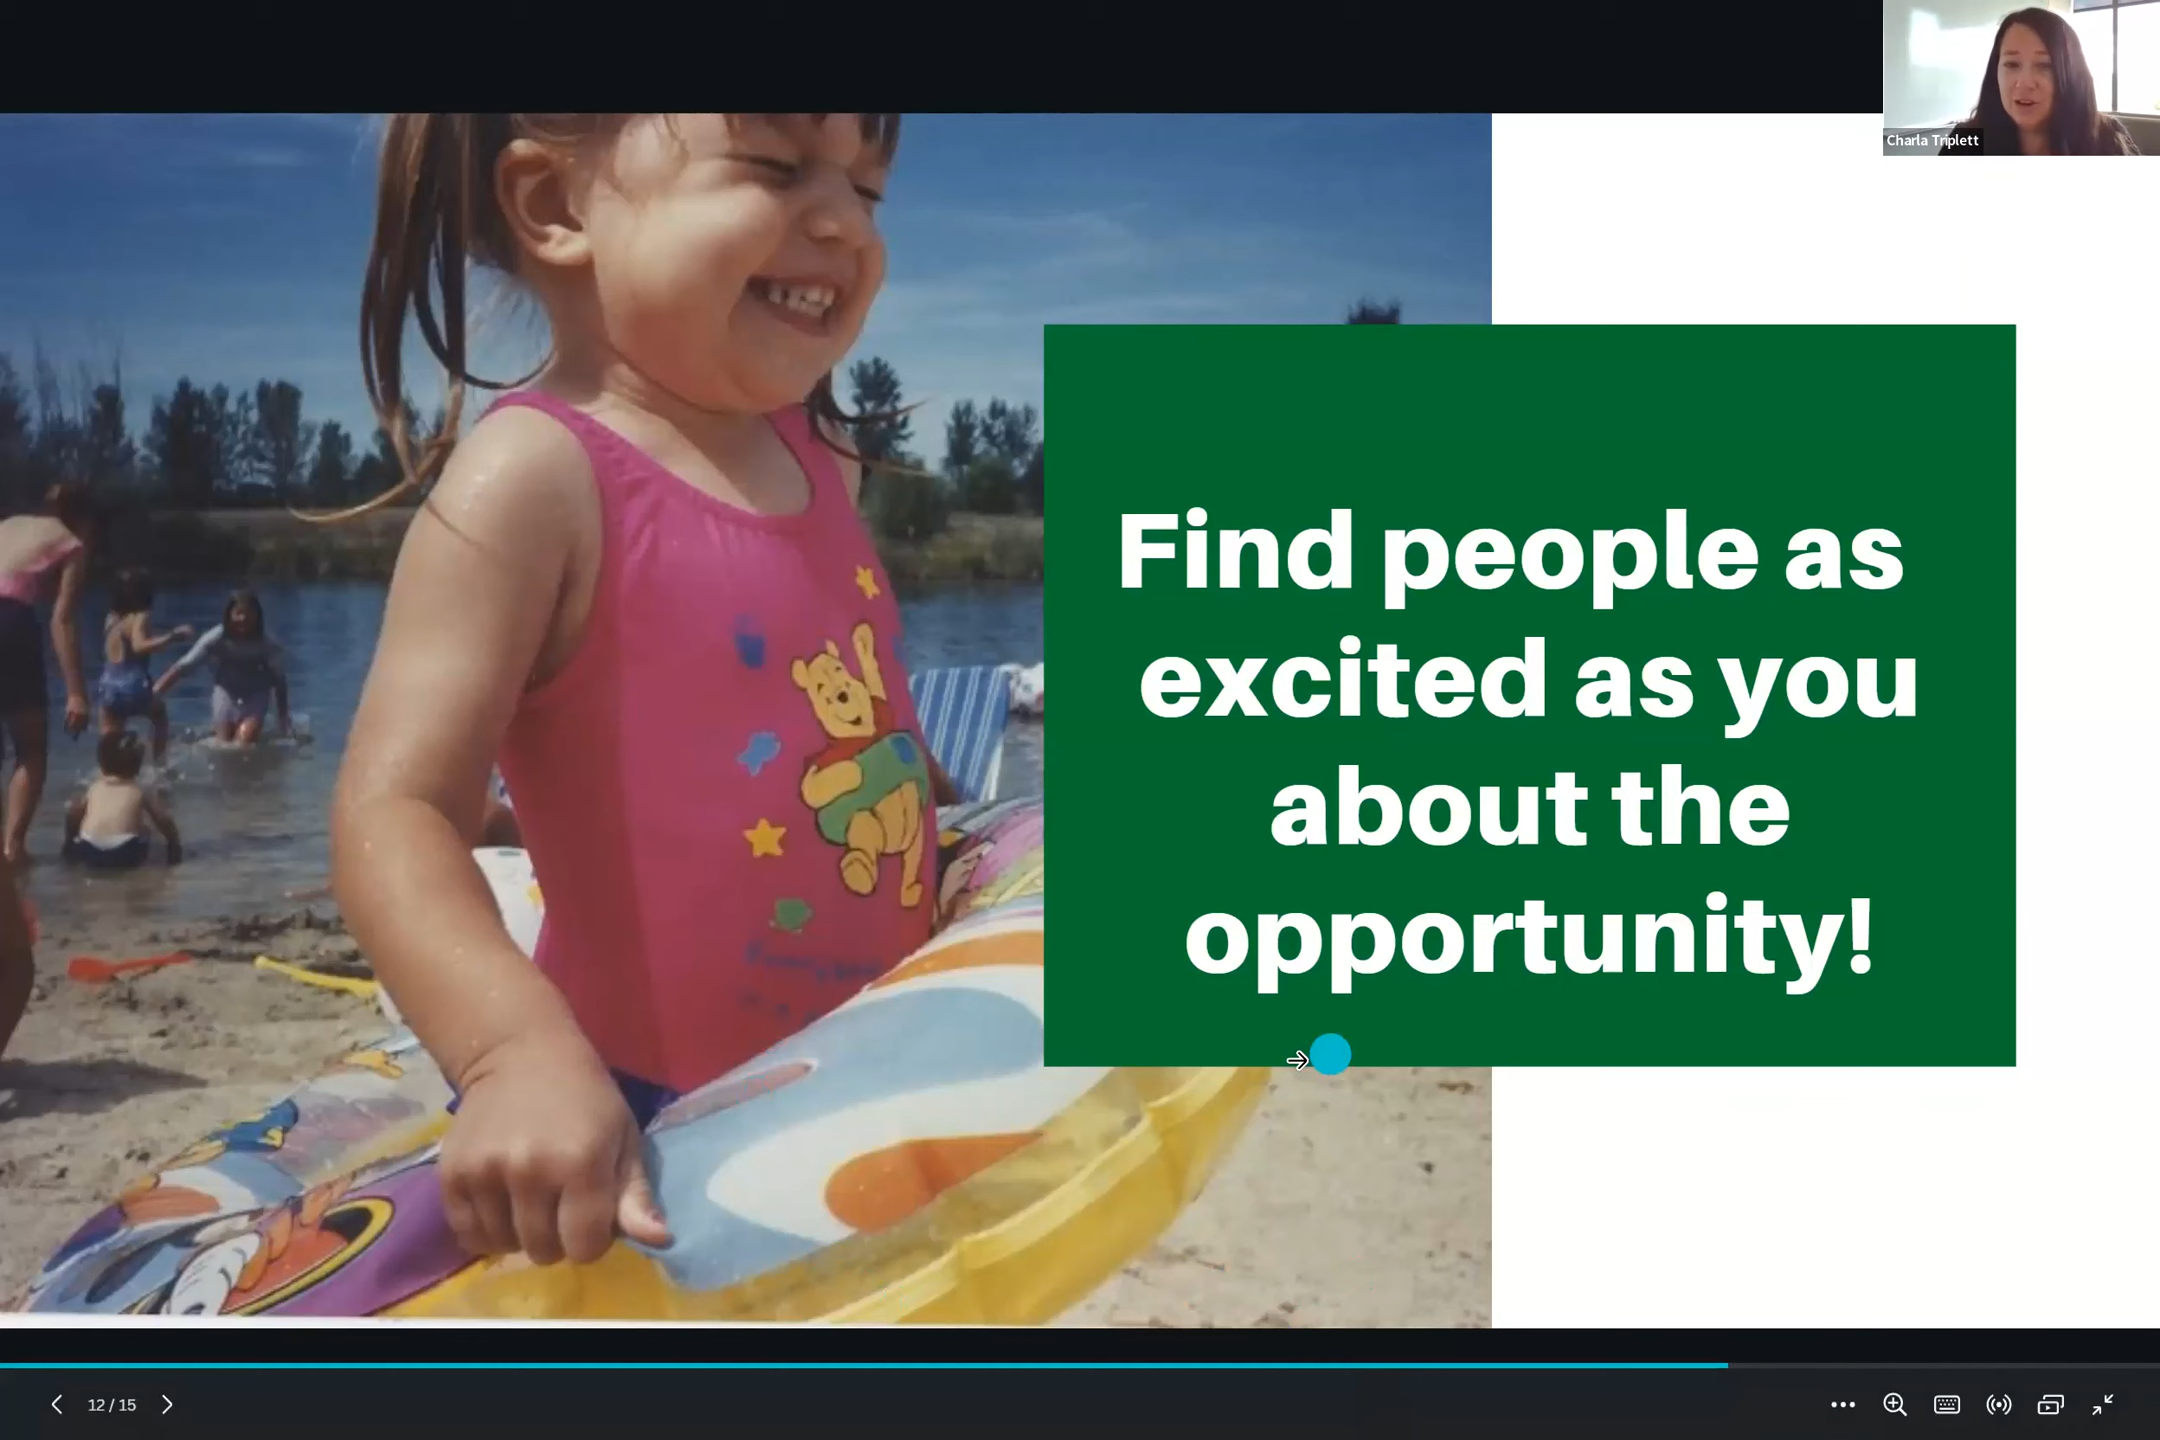 Charla Triplett
Find people as
excited as you
about the
opportunity!
12 / 15